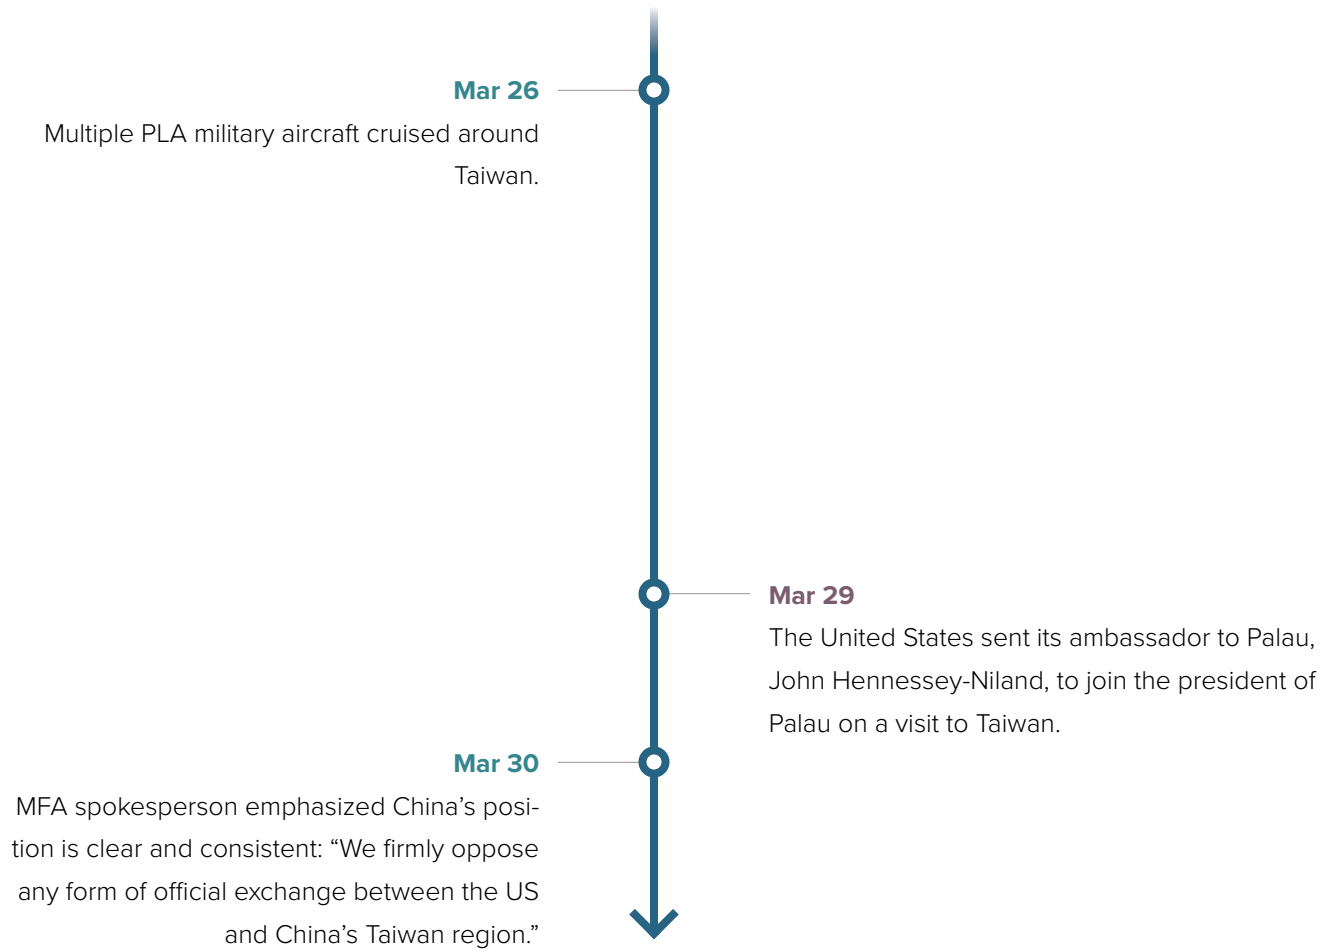 Mar 26
Multiple PLA military aircraft cruised around
Taiwan.
Mar 29
The United States sent its ambassador to Palau,
John Hennessey-Niland, to join the president of
Palau on a visit to Taiwan.
Mar 30
MFA spokesperson emphasized China’s posi-
tion is clear and consistent: “We firmly oppose
any form of official exchange between the US
and China’s Taiwan region.”